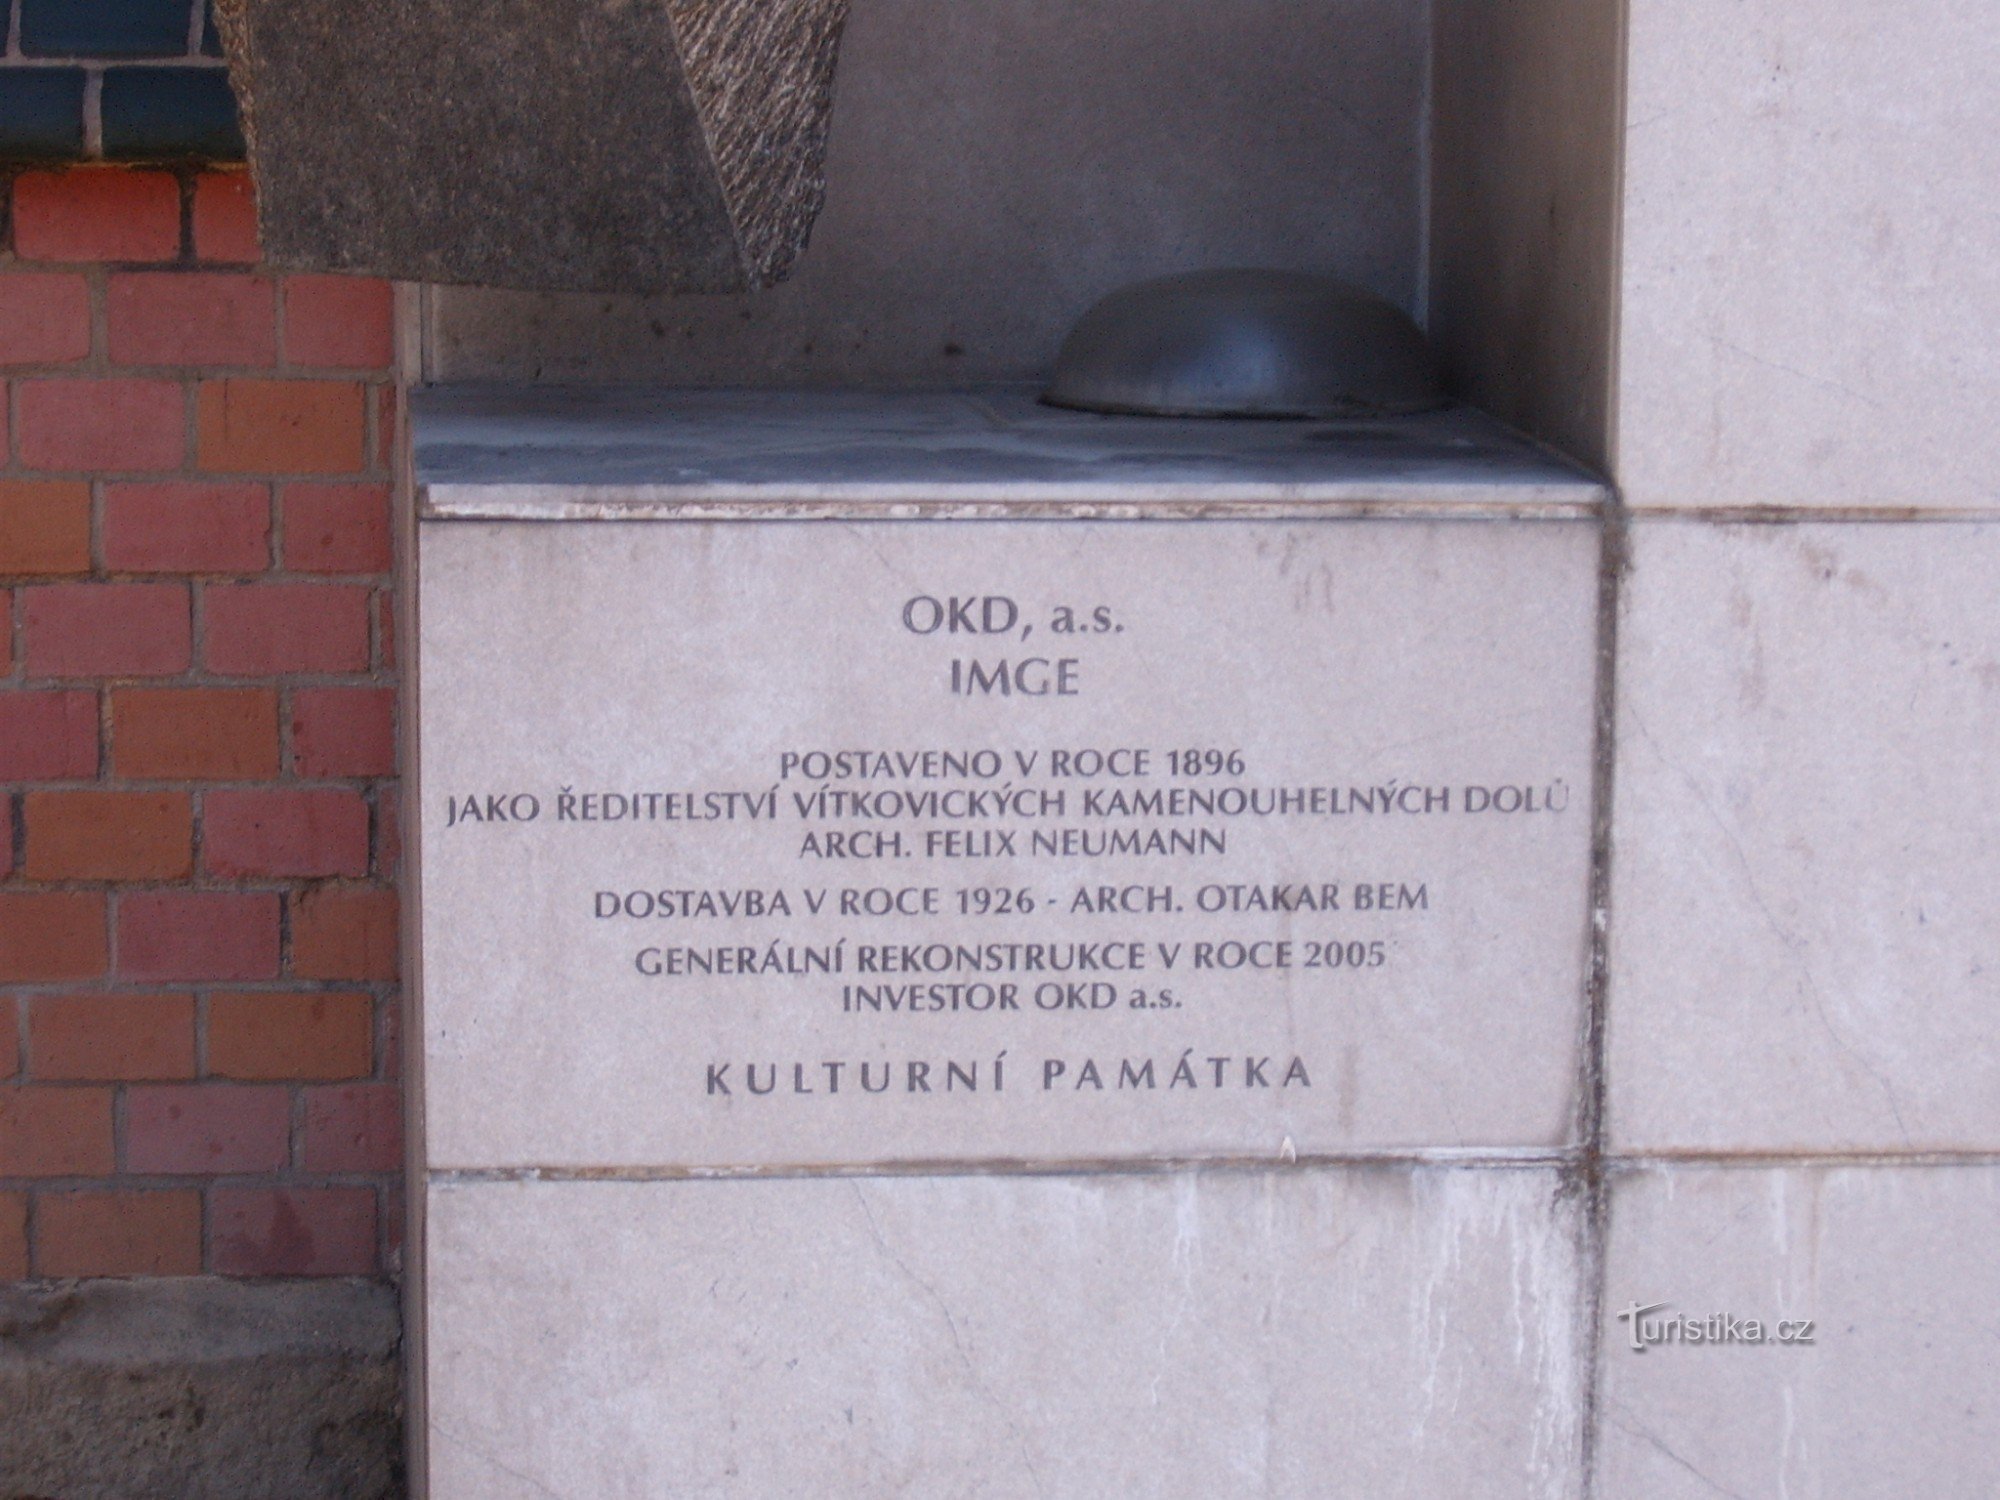 OKD, a.s.
IMGE
POSTAVENO V ROCE 1896
JAKO ŘEDITELSTVÍ VÍTKOVICKÝCH KAMENOUHELNÝCH DOLŮ
ARCH. FELIX NEUMANN
DOSTAVBA V ROCE 1926 - ARCH. OTAKAR BEM
GENERÁLNÍ REKONSTRUKCE V ROCE 2005
INVESTOR OKD a.s.
KULTURNÍ PAMÁTKA
Turistika.cz